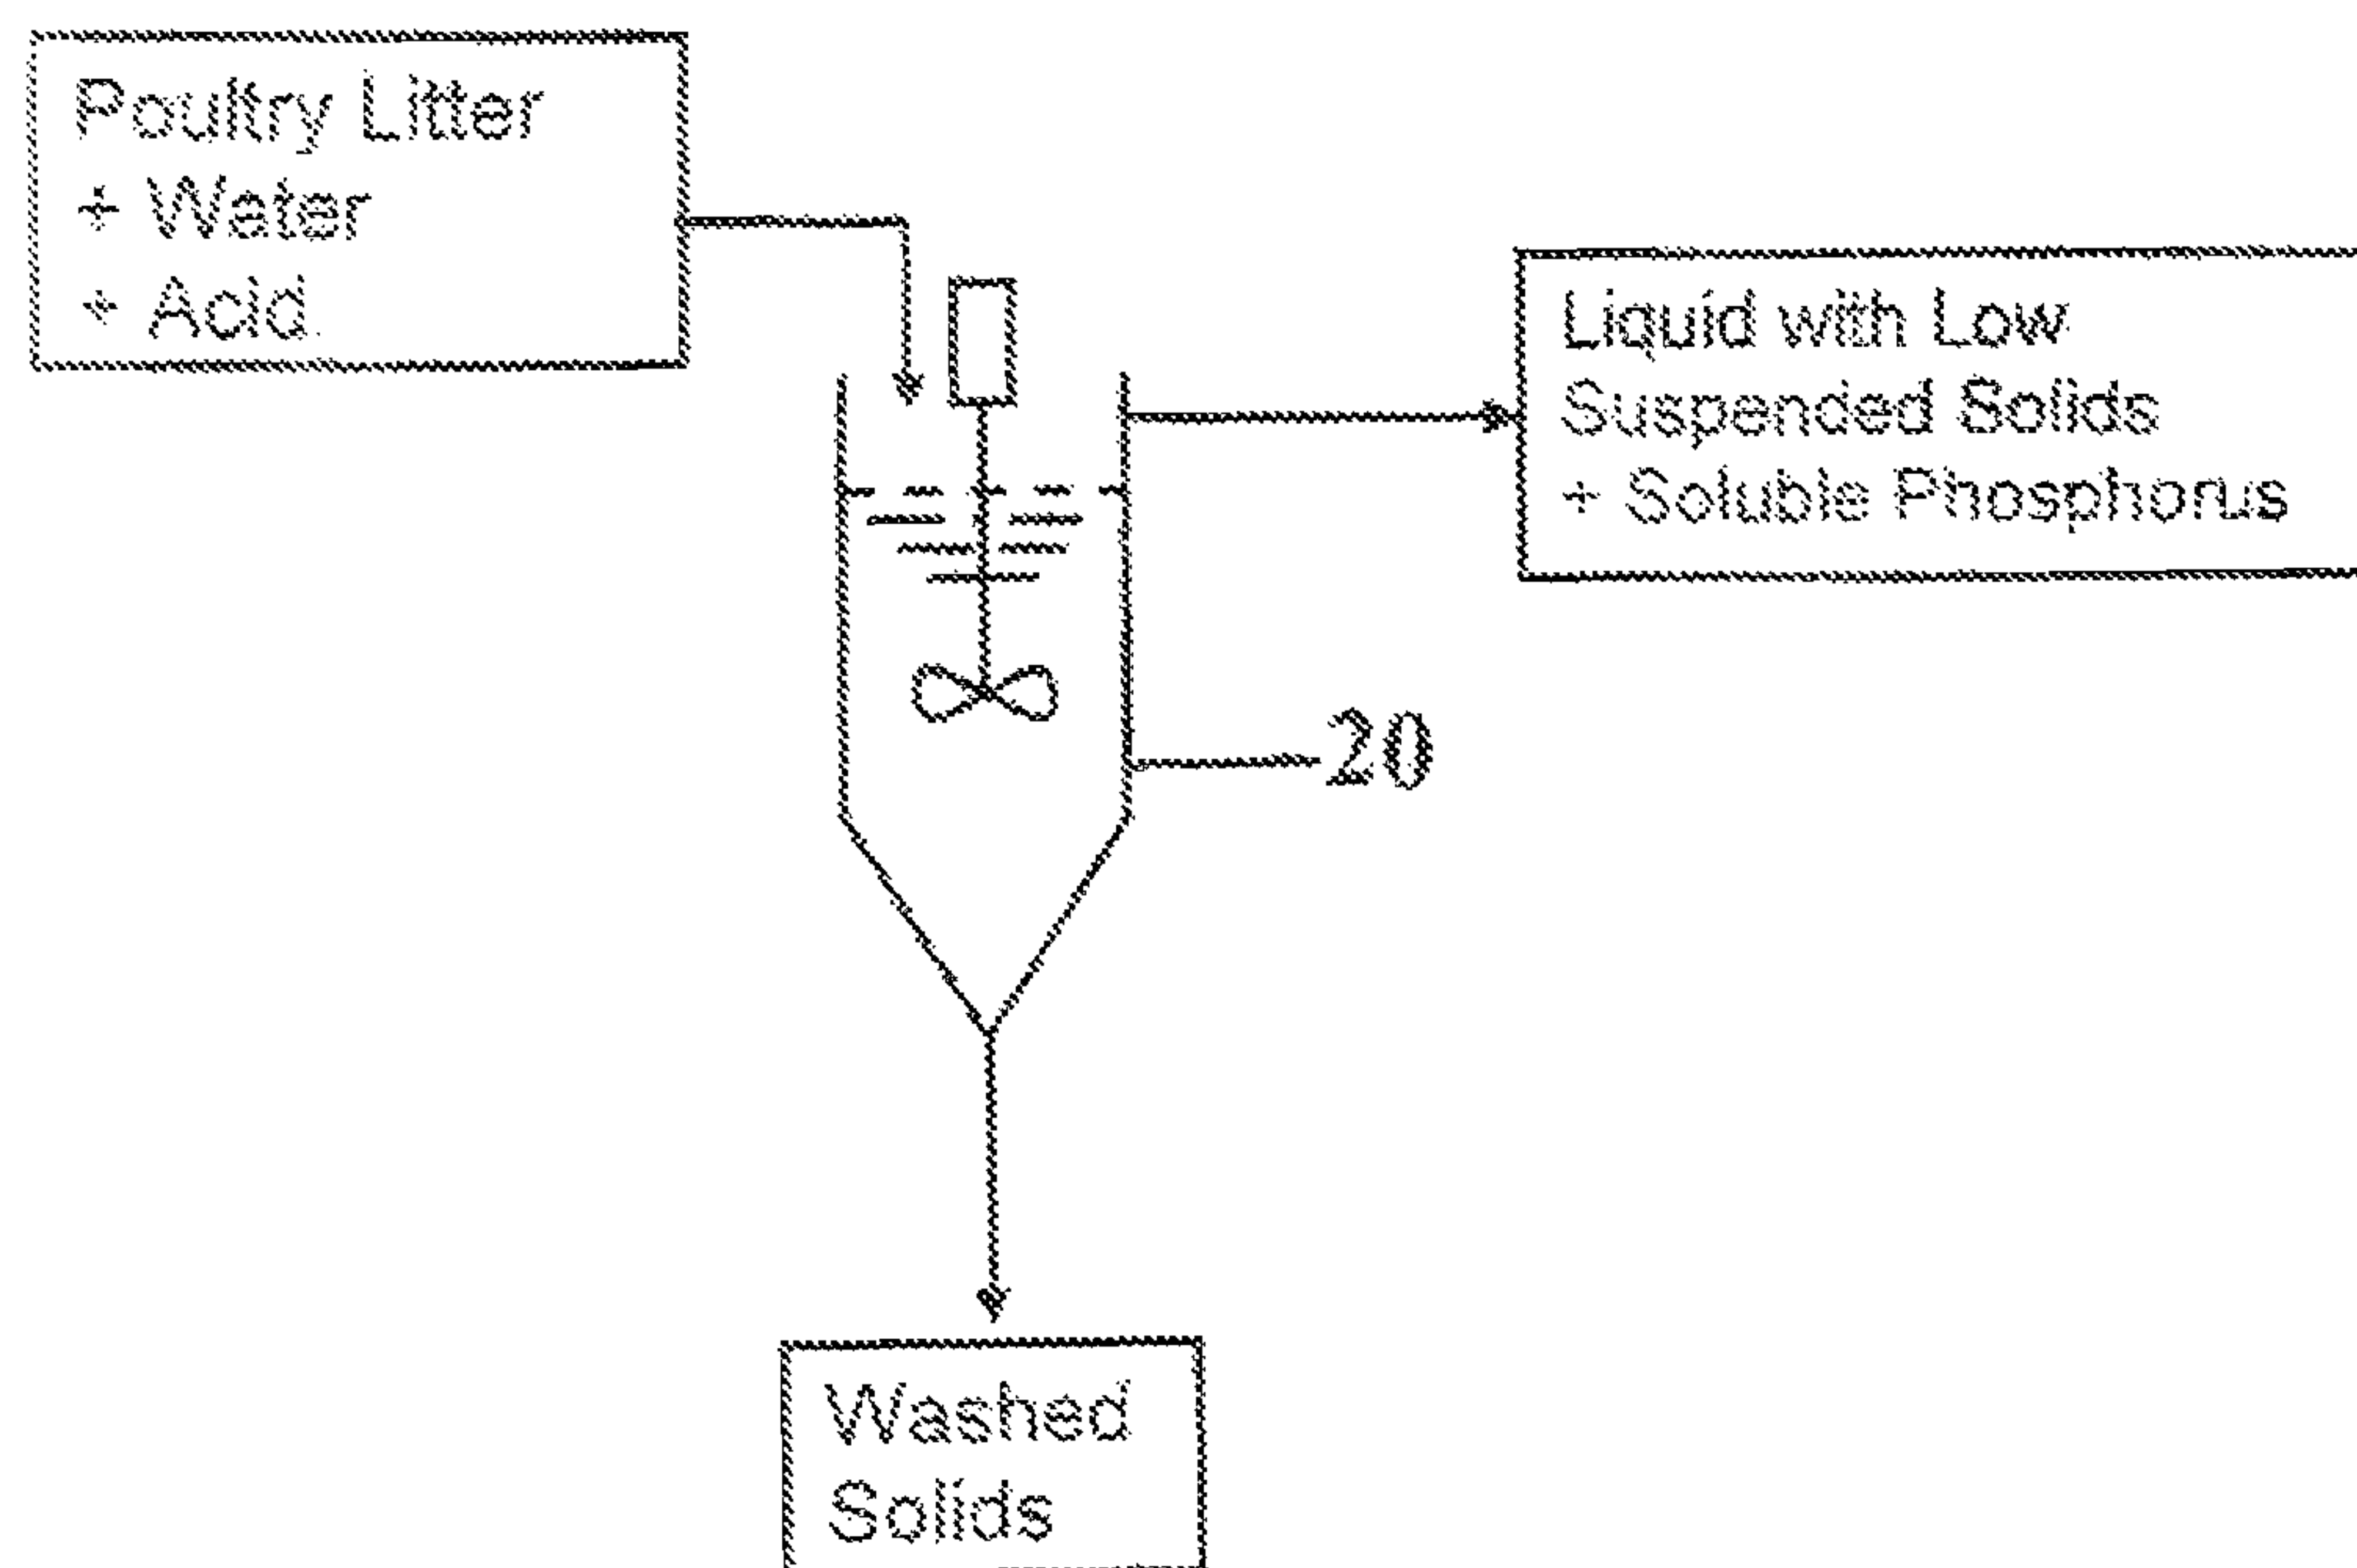 Poultry Litter
+ Water
+ Acid
Liquid with Low
Suspended Solids
+ Soluble Phosphorus
20
Washed
Solids